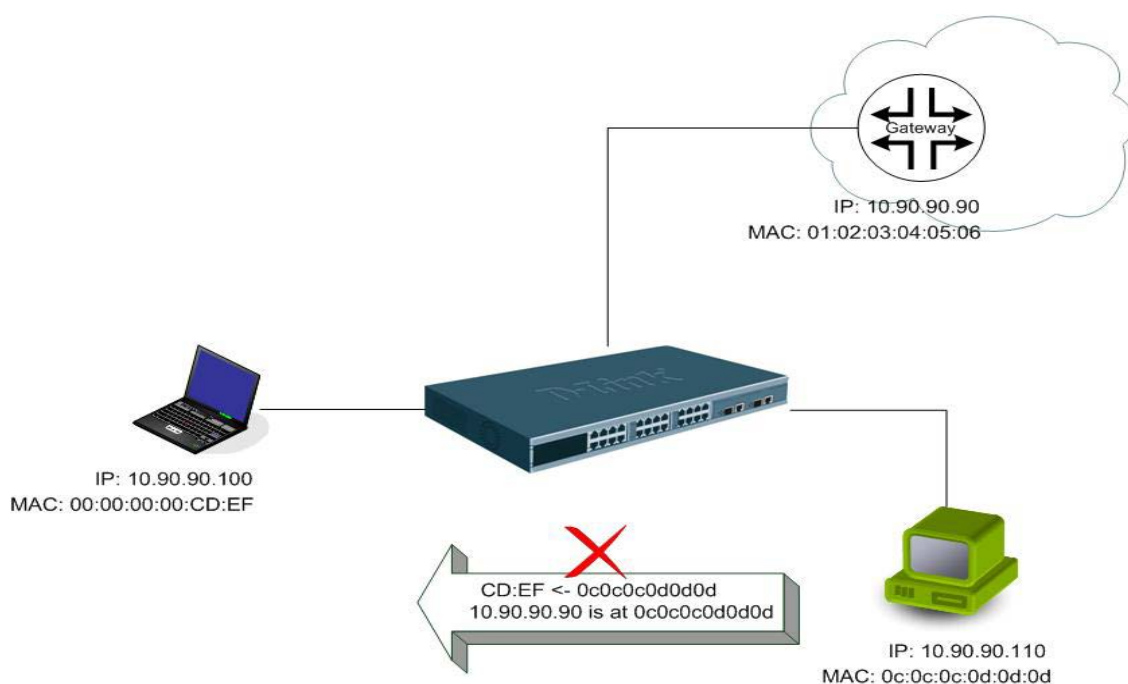 Gateway
IP: 10.90.90.90
MAC: 01:02:03:04:05:06
D-Link
IP: 10.90.90.100
MAC: 00:00:00:00:CD:EF
CD:EF <- 0c0c0c0d0d0d
10.90.90.90 is at 0c0c0c0d0d0d
IP: 10.90.90.110
MAC: 0c:0c:0c:0d:0d:0d